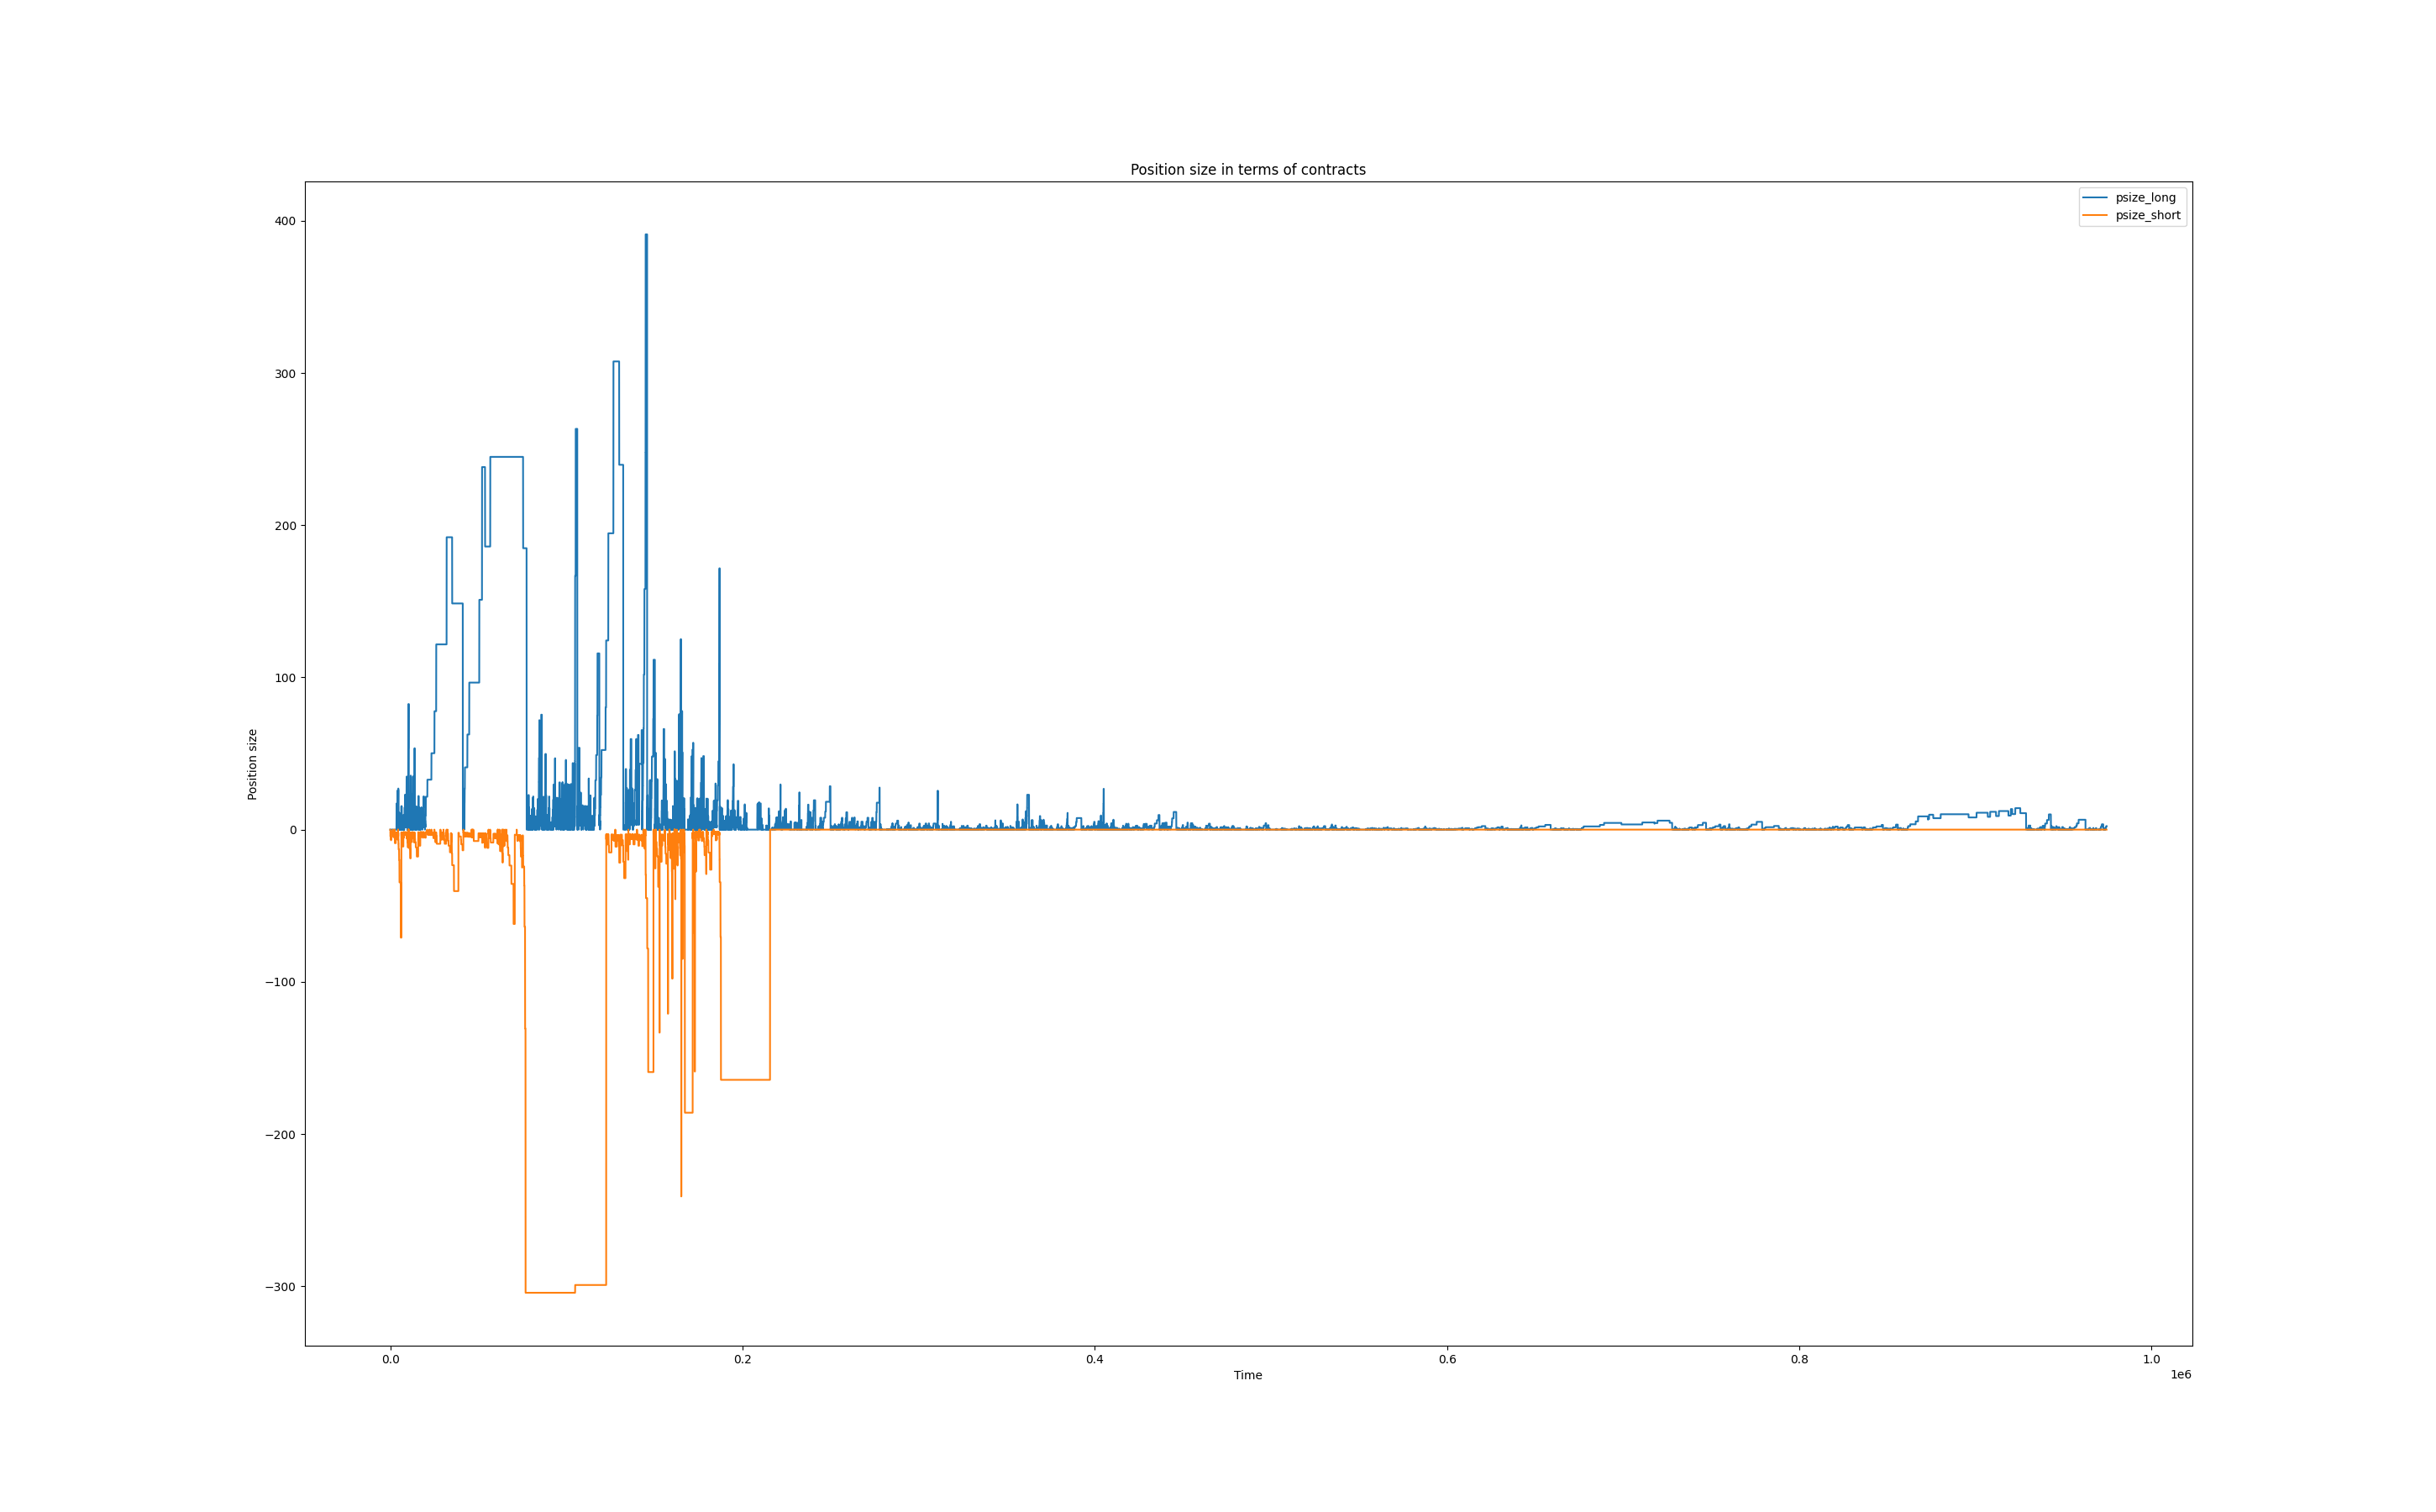 Position size in terms of contracts
psize_long
psize_short
400
300
200
100
0
−100
−200
−300
Position size
0.0
0.2
0.4
0.6
0.8
1.0
Time
1e6